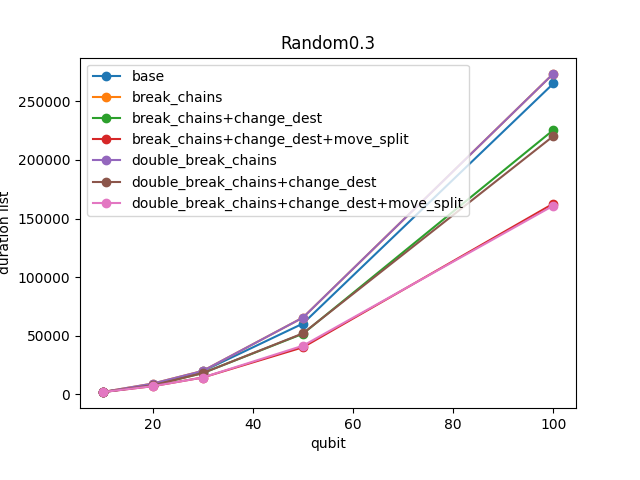 Random0.3
base
break_chains
break_chains+change_dest
break_chains+change_dest+move_split
double_break_chains
double_break_chains+change_dest
double_break_chains+change_dest+move_split
250000
200000
150000
100000
50000
0
duration list
20
40
60
80
100
qubit